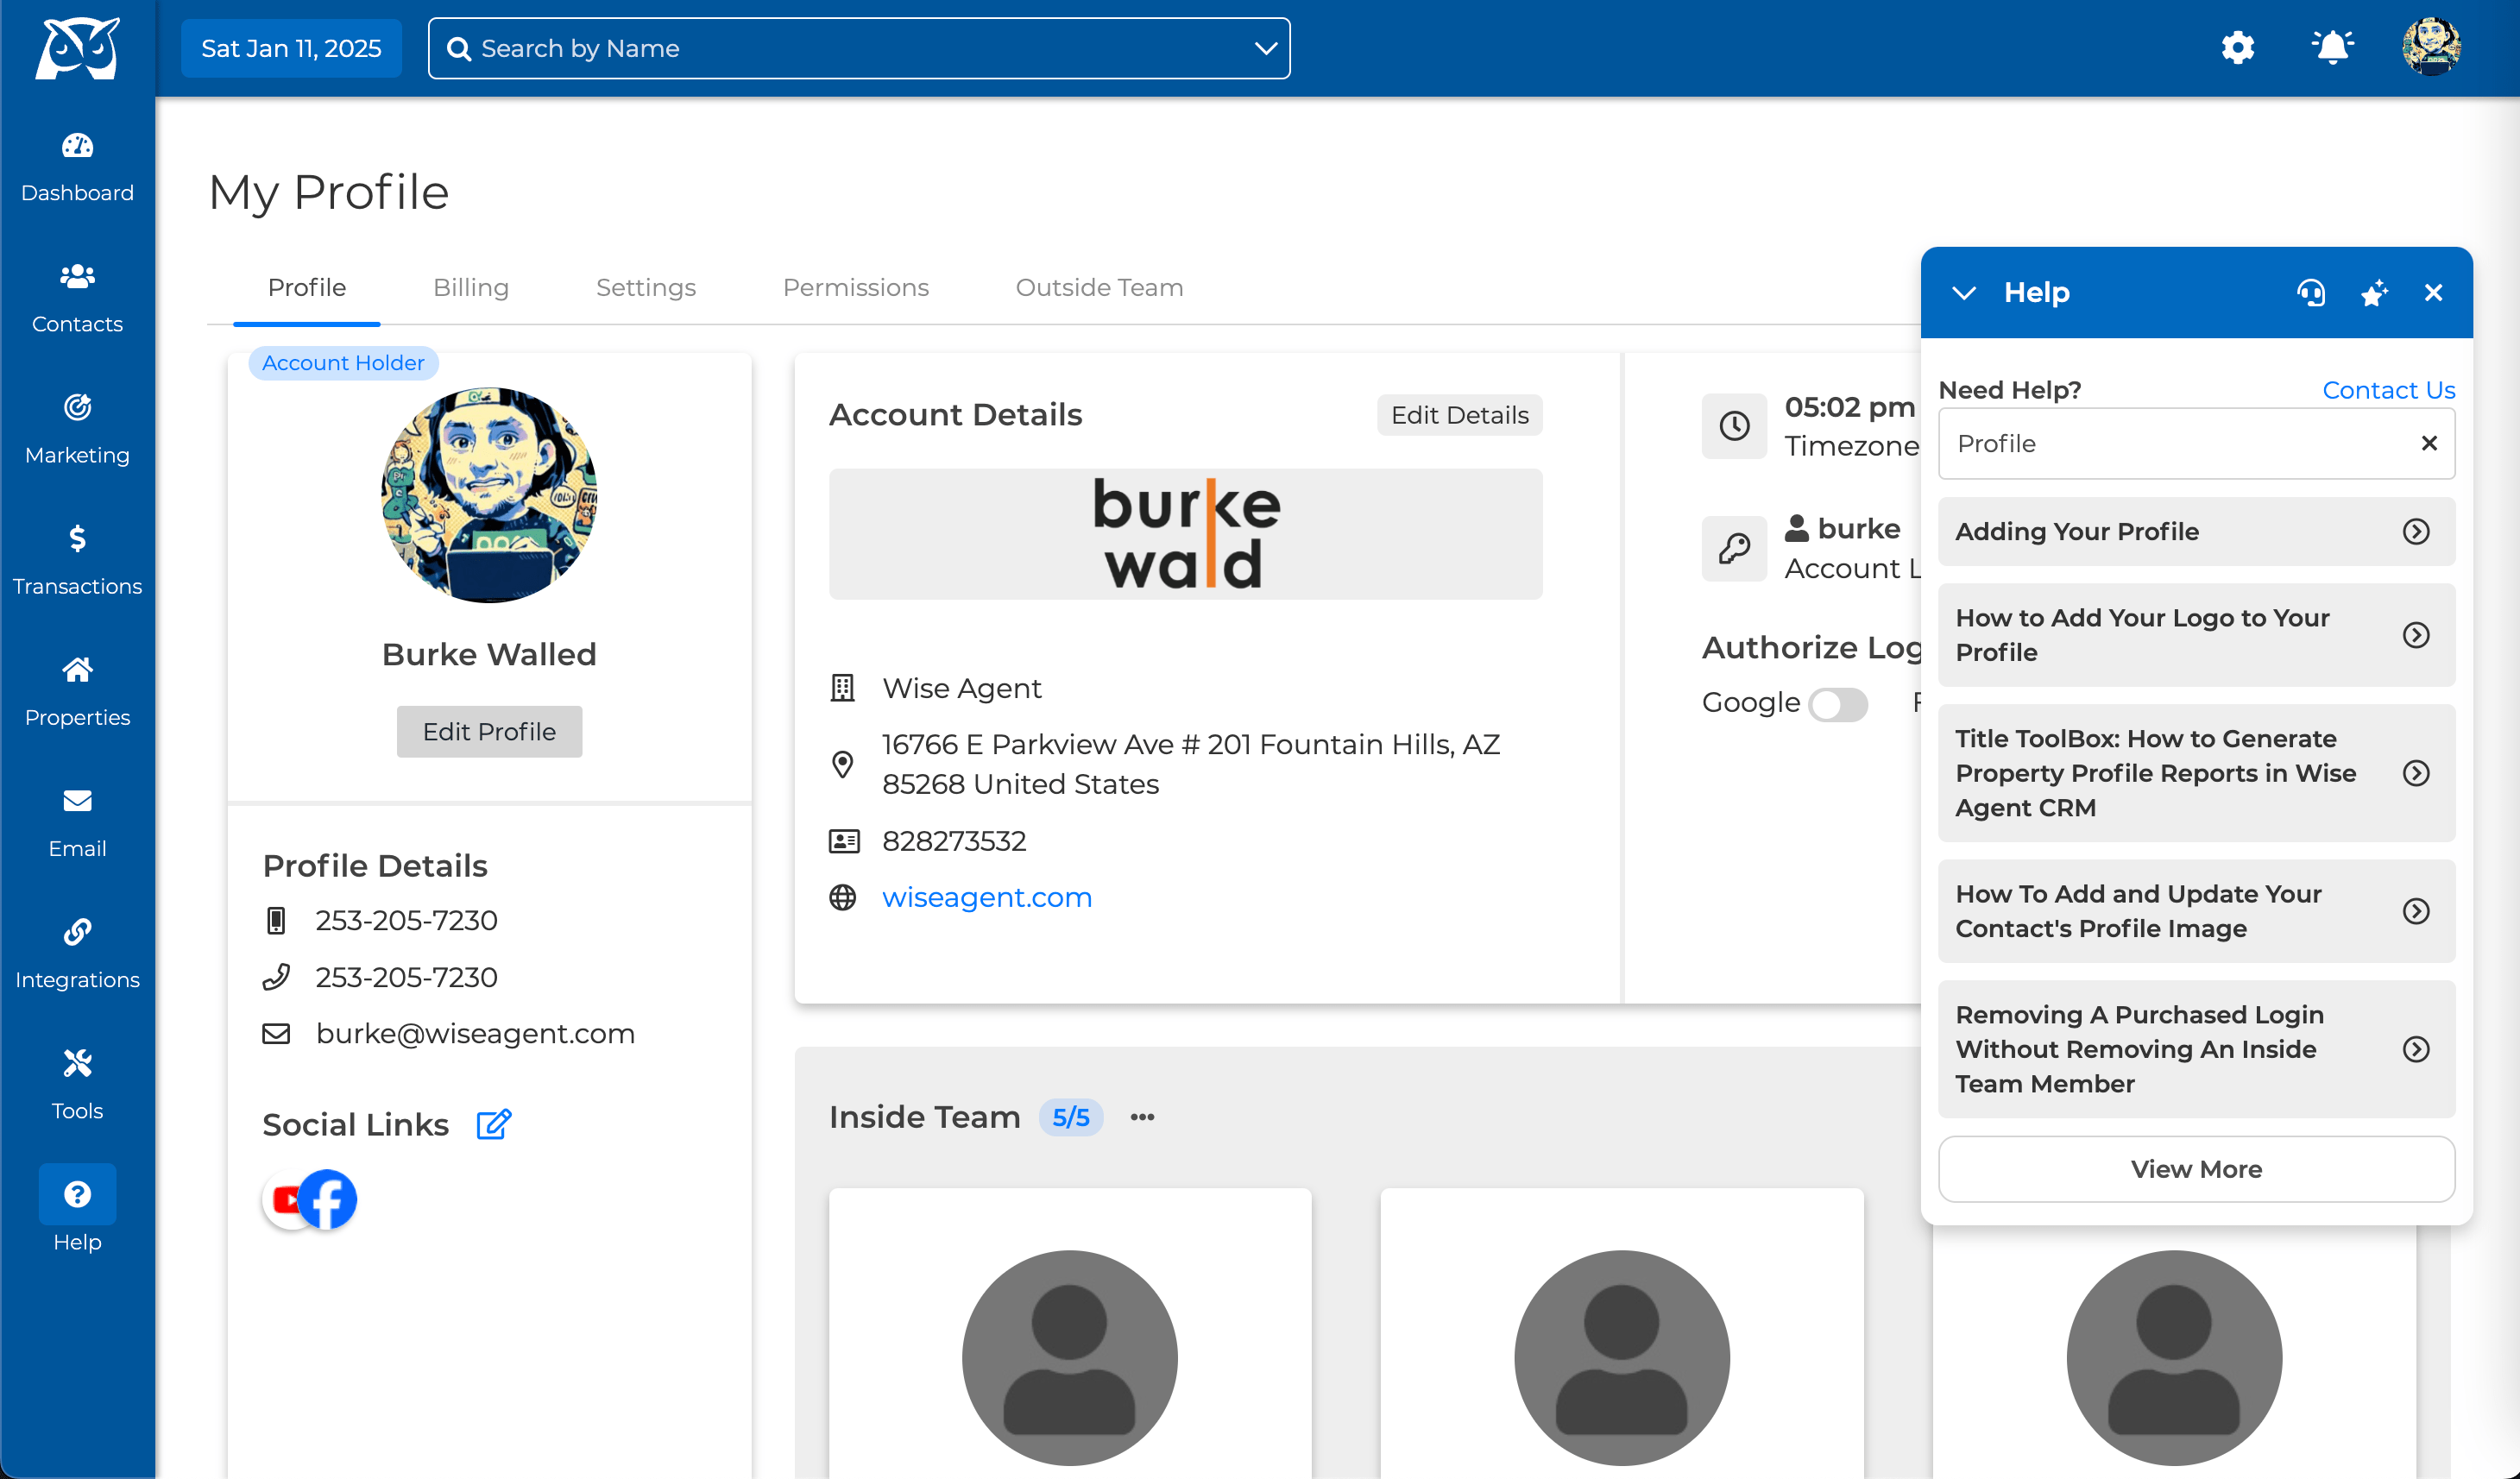 Sat Jan 11, 2025
Search by Name
Dashboard
Contacts
Marketing
Transactions
Properties
Email
Integrations
Tools
Help
My Profile
Profile
Billing
Settings
Permissions
Outside Team
Account Holder
Burke Walled
Edit Profile
Profile Details
253-205-7230
253-205-7230
burke@wiseagent.com
Social Links
Account Details
Edit Details
burke
wald
Wise Agent
16766 E Parkview Ave # 201 Fountain Hills, AZ
85268 United States
828273532
wiseagent.com
05:02 pm
Timezone
burke
Account L
Authorize Log
Google
Inside Team
5/5
Help
Need Help?
Contact Us
Profile
Adding Your Profile
How to Add Your Logo to Your
Profile
Title ToolBox: How to Generate
Property Profile Reports in Wise
Agent CRM
How To Add and Update Your
Contact's Profile Image
Removing A Purchased Login
Without Removing An Inside
Team Member
View More